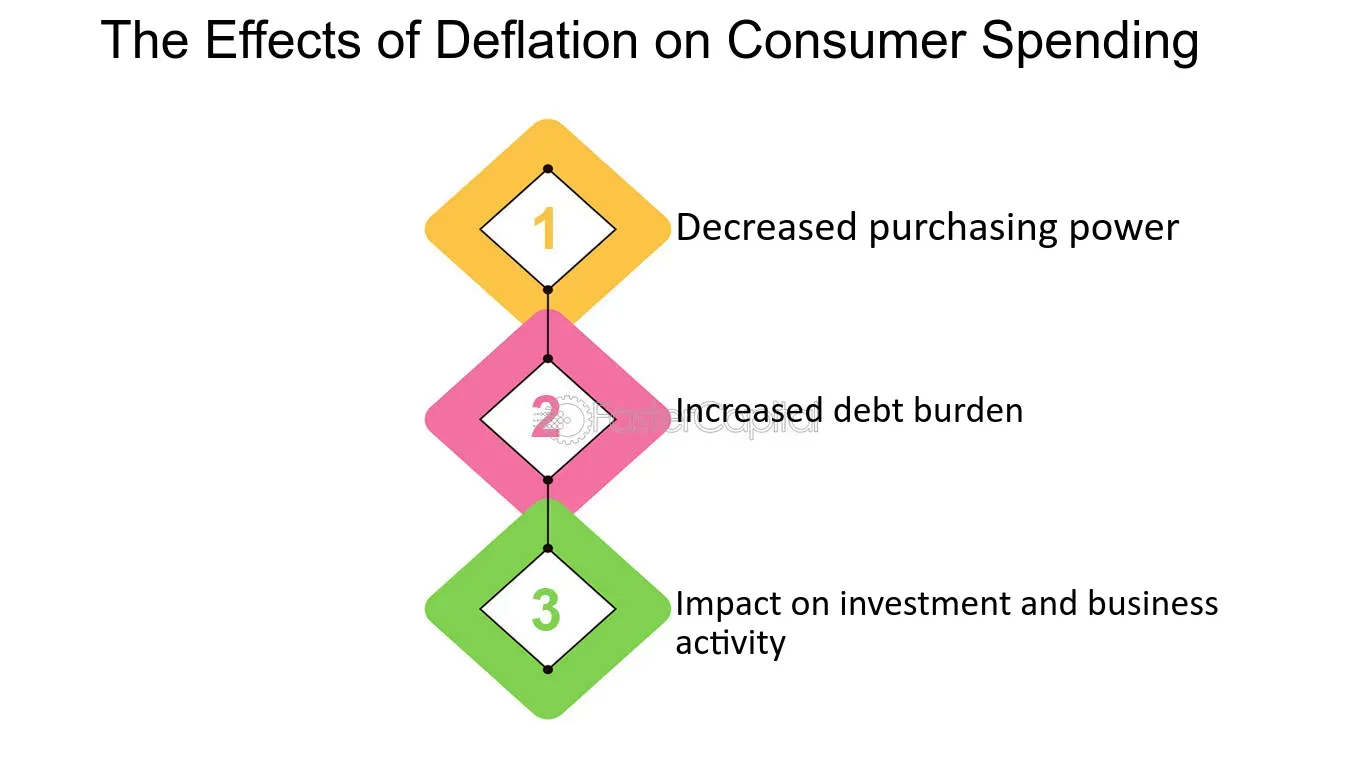 The Effects of Deflation on Consumer Spending
1
Decreased purchasing power
2
FasterCapital
Increased debt burden
3
Impact on investment and business
activity